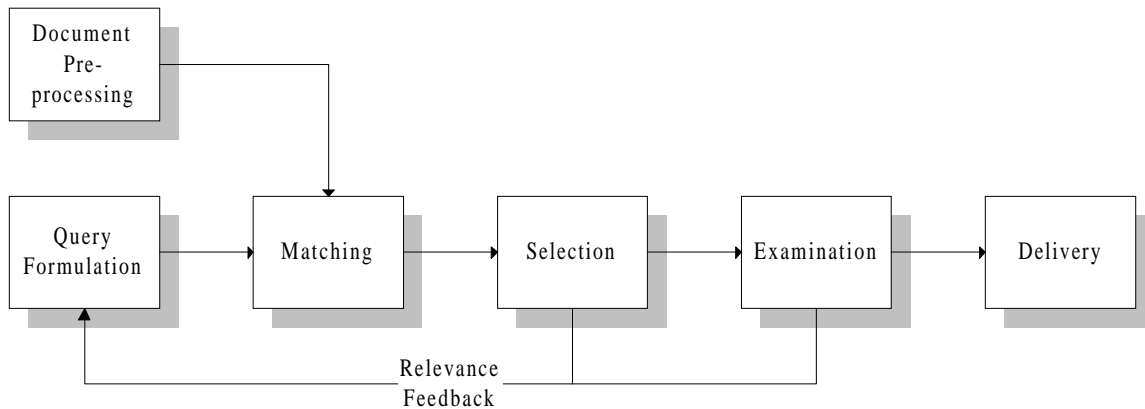 Document
Pre-
processing
Query
Formulation
Matching
Selection
Examination
Delivery
Relevance
Feedback